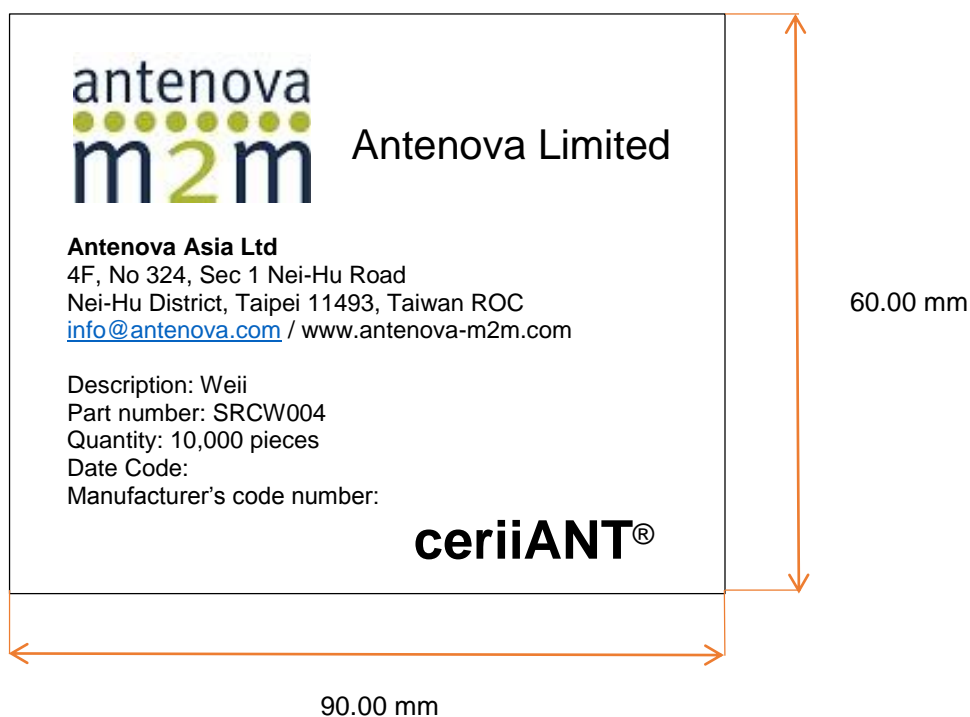 antenova
m2m
Antenova Limited
Antenova Asia Ltd
4F, No 324, Sec 1 Nei-Hu Road
Nei-Hu District, Taipei 11493, Taiwan ROC
info@antenova.com / www.antenova-m2m.com
Description: Weii
Part number: SRCW004
Quantity: 10,000 pieces
Date Code:
Manufacturer’s code number:
ceriiANT®
60.00 mm
90.00 mm